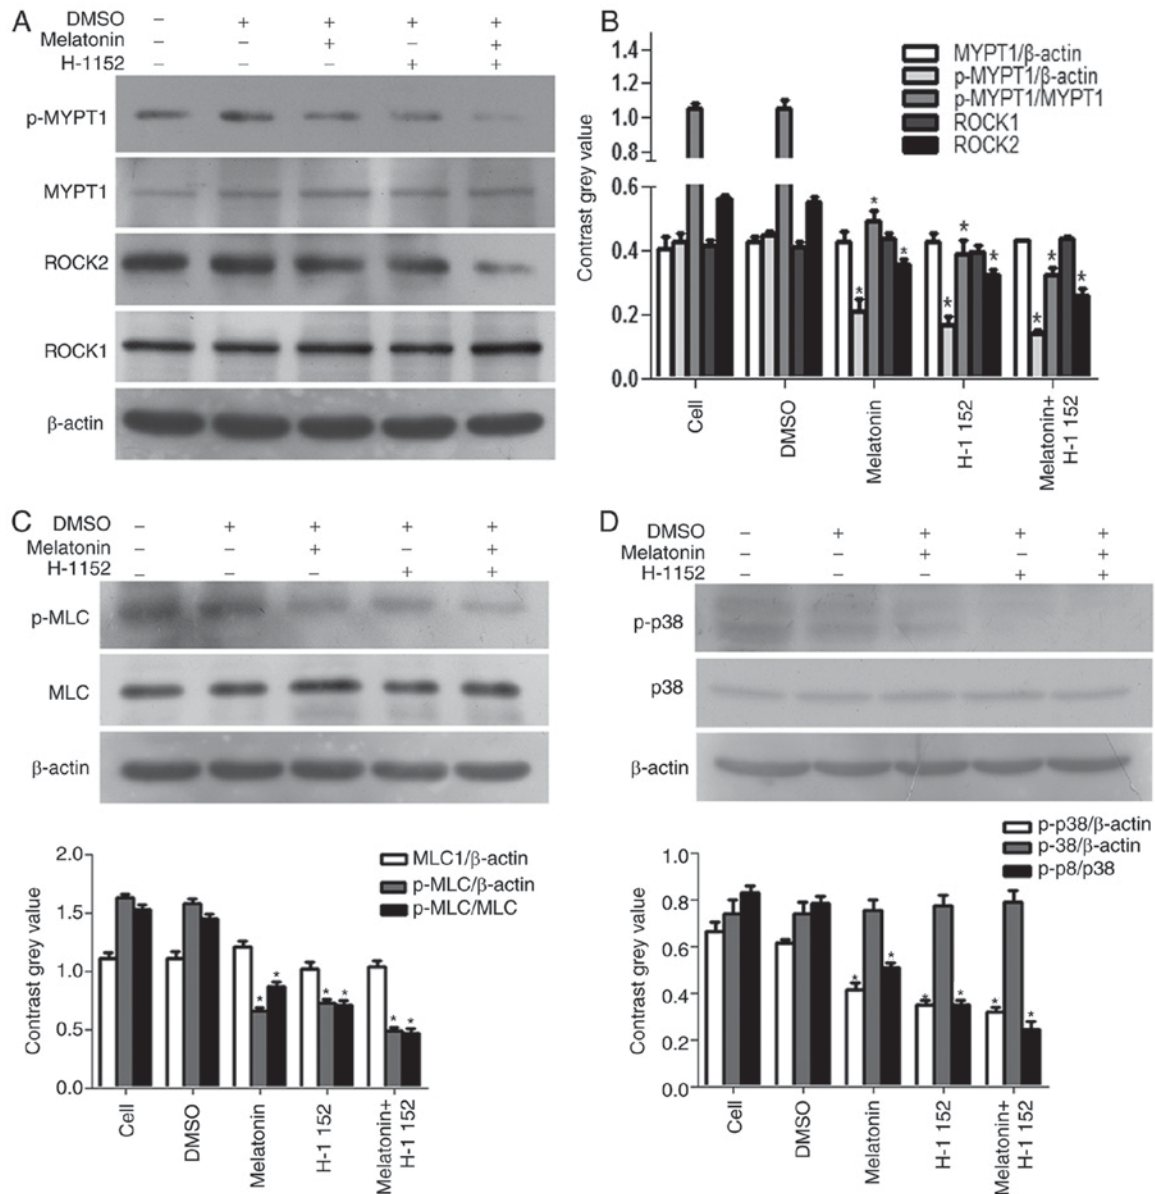 A
DMSO − + + + +
Melatonin − − + − +
H-1152 − − − + +
p-MYPT1
MYPT1
ROCK2
ROCK1
β-actin
B
Contrast grey value
1.4
1.2
1.0
0.8
0.6
0.4
0.2
0.0
MYPT1/β-actin
p-MYPT1/β-actin
p-MYPT1/MYPT1
ROCK1
ROCK2
* * *
* * *
* * *
Cell
DMSO
Melatonin
H-1 152
Melatonin+
H-1 152
C
DMSO − + + + +
Melatonin − − + − +
H-1152 − − − + +
p-MLC
MLC
β-actin
Contrast grey value
2.0
1.5
1.0
0.5
0.0
MLC1/β-actin
p-MLC/β-actin
p-MLC/MLC
* *
* *
* *
Cell
DMSO
Melatonin
H-1 152
Melatonin+
H-1 152
D
DMSO − + + + +
Melatonin − − + − +
H-1152 − − − + +
p-p38
p38
β-actin
Contrast grey value
1.0
0.8
0.6
0.4
0.2
0.0
p-p38/β-actin
p-38/β-actin
p-p8/p38
* *
* *
* *
Cell
DMSO
Melatonin
H-1 152
Melatonin+
H-1 152